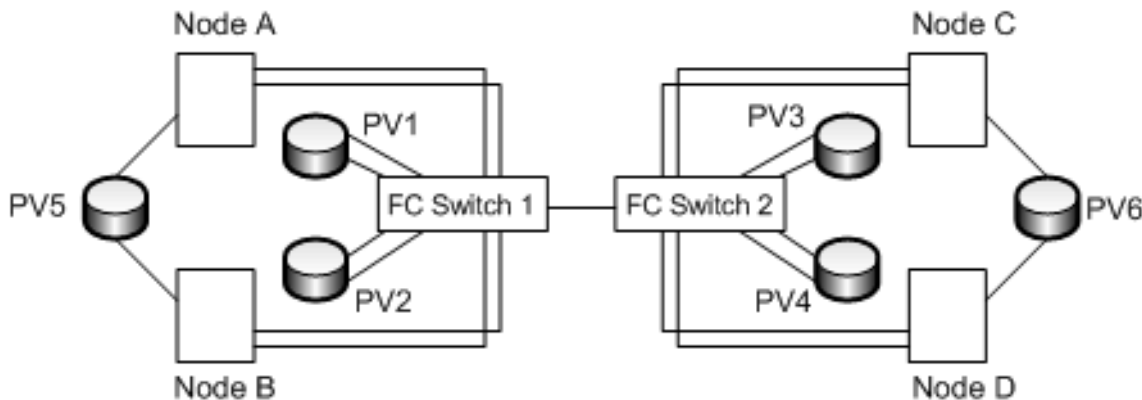 Node A
Node C
PV1
PV3
PV5
FC Switch 1
FC Switch 2
PV6
PV2
PV4
Node B
Node D